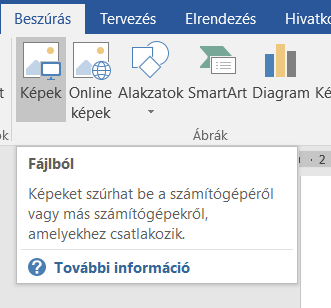 Beszúrás Tervezés Elrendezés Hivatko
t Képek Online képek Alakzatok SmartArt Diagram Ké
ok Ábrák
Fájlból
2
Képeket szúrhat be a számítógépéről
vagy más számítógépekről,
amelyekhez csatlakozik.
? További információ